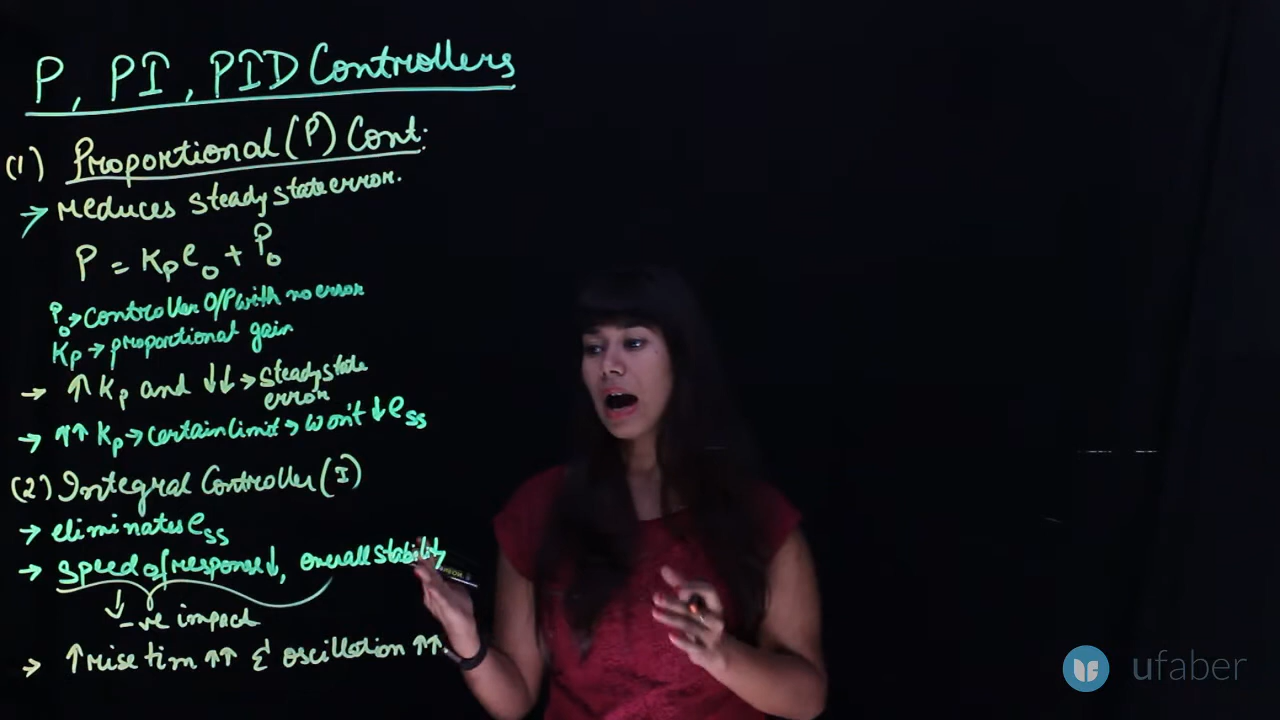 P, PI, PID Controllers
(1) Proportional (P) Cont:
→ reduces steady state error.
P = Kp e0 + P0
P0 → Controller O/P with no error
Kp → proportional gain
→ ↑ Kp and ↓↓ → steady state
error
→ ↑↑ Kp → certain limit → won't ↓ ess
(2) Integral Controller (I)
→ eliminates ess
→ speed of response ↓, overall stability
↓
-ve impact
→ ↑ rise tim ↑↑ & oscillation ↑↑.
ufaber